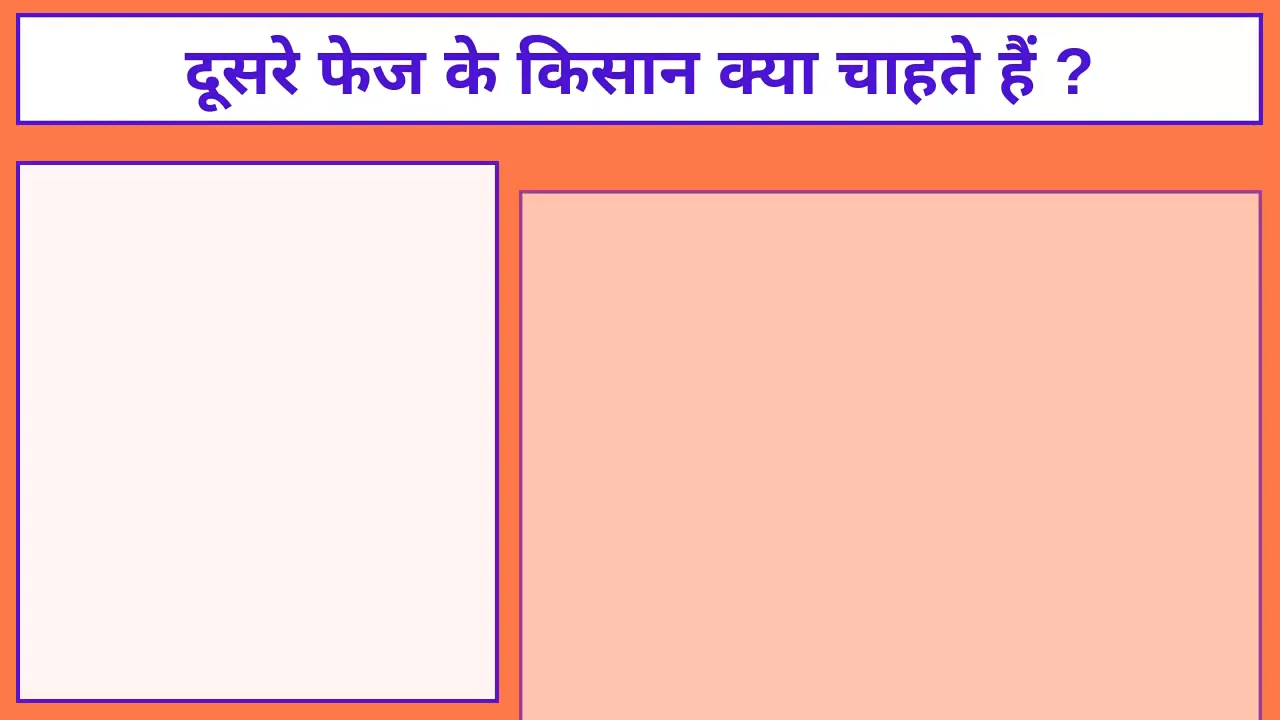 दूसरे फेज के किसान क्या चाहते हैं ?